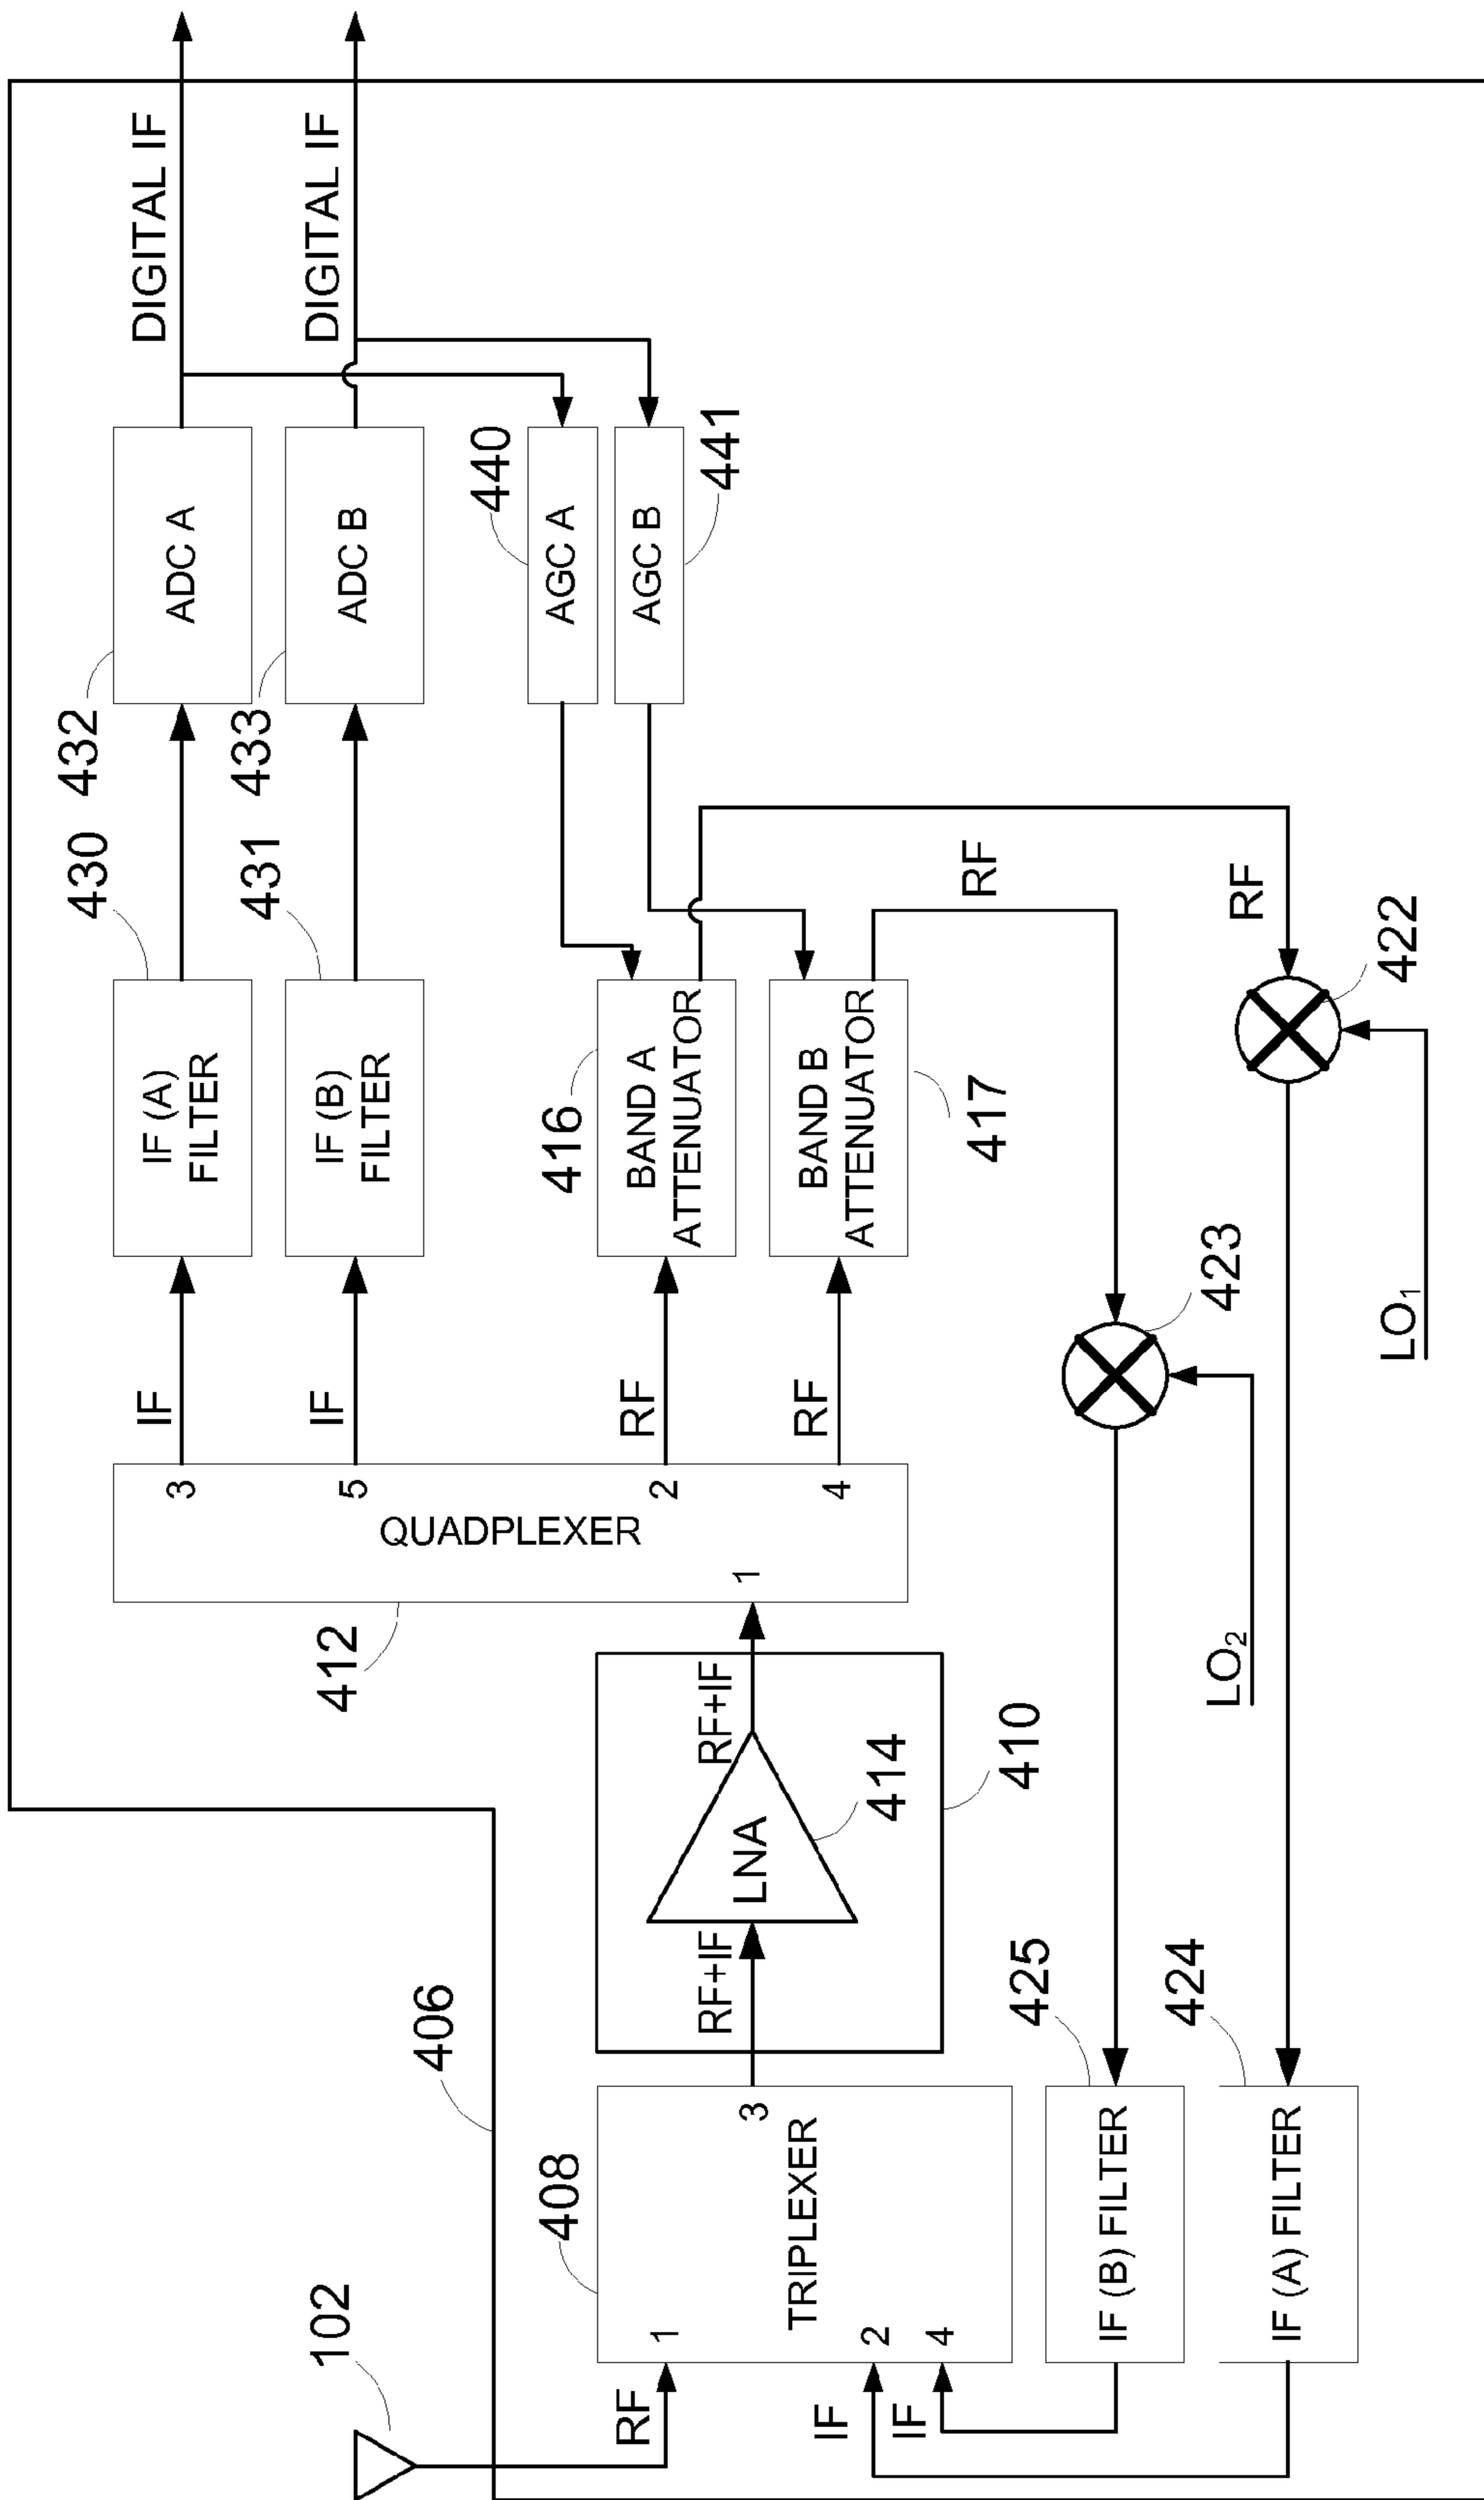 102
RF
406
408
1
TRIPLEXER
3
2
4
IF
IF
RF+IF
LNA
RF+IF
414
410
412
1
QUADPLEXER
3
5
2
4
IF
IF
RF
RF
430
IF (A)
FILTER
431
IF (B)
FILTER
416
BAND A
ATTENUATOR
BAND B
ATTENUATOR
417
432
ADC A
433
ADC B
440
AGC A
AGC B
441
DIGITAL IF
DIGITAL IF
RF
RF
422
LO1
423
LO2
425
IF (B) FILTER
424
IF (A) FILTER